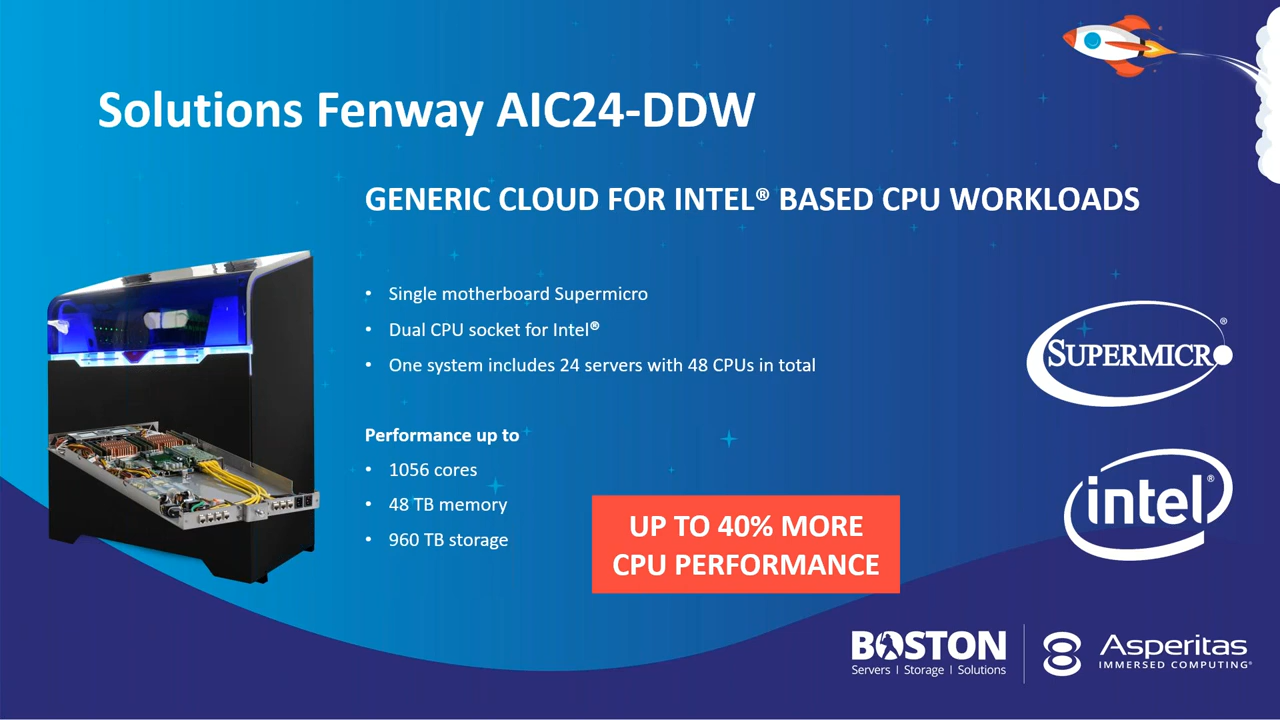 Solutions Fenway AIC24-DDW
GENERIC CLOUD FOR INTEL® BASED CPU WORKLOADS
• Single motherboard Supermicro
• Dual CPU socket for Intel®
• One system includes 24 servers with 48 CPUs in total
Performance up to
• 1056 cores
• 48 TB memory
• 960 TB storage
UP TO 40% MORE
CPU PERFORMANCE
SUPERMICRO®
intel®
BOSTON
Servers | Storage | Solutions
Asperitas
IMMERSED COMPUTING®